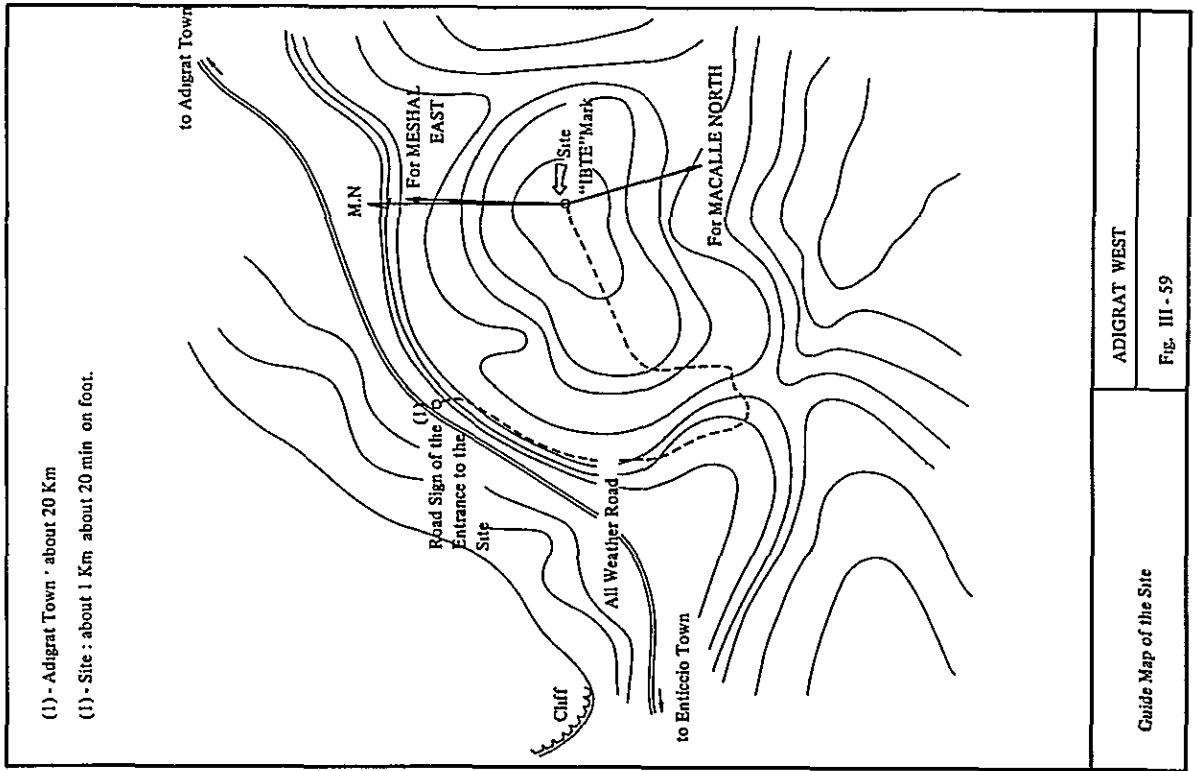 (1) - Adigrat Town · about 20 Km
(1) - Site : about 1 Km about 20 min on foot.
to Adigrat Town
M.N
For MESHAL
EAST
Site
"IBTE" Mark
For MACALLE NORTH
(1)
Road Sign of the
Entrance to the
Site
All Weather Road
Cliff
to Enticcio Town
Guide Map of the Site
ADIGRAT WEST
Fig. III - 59